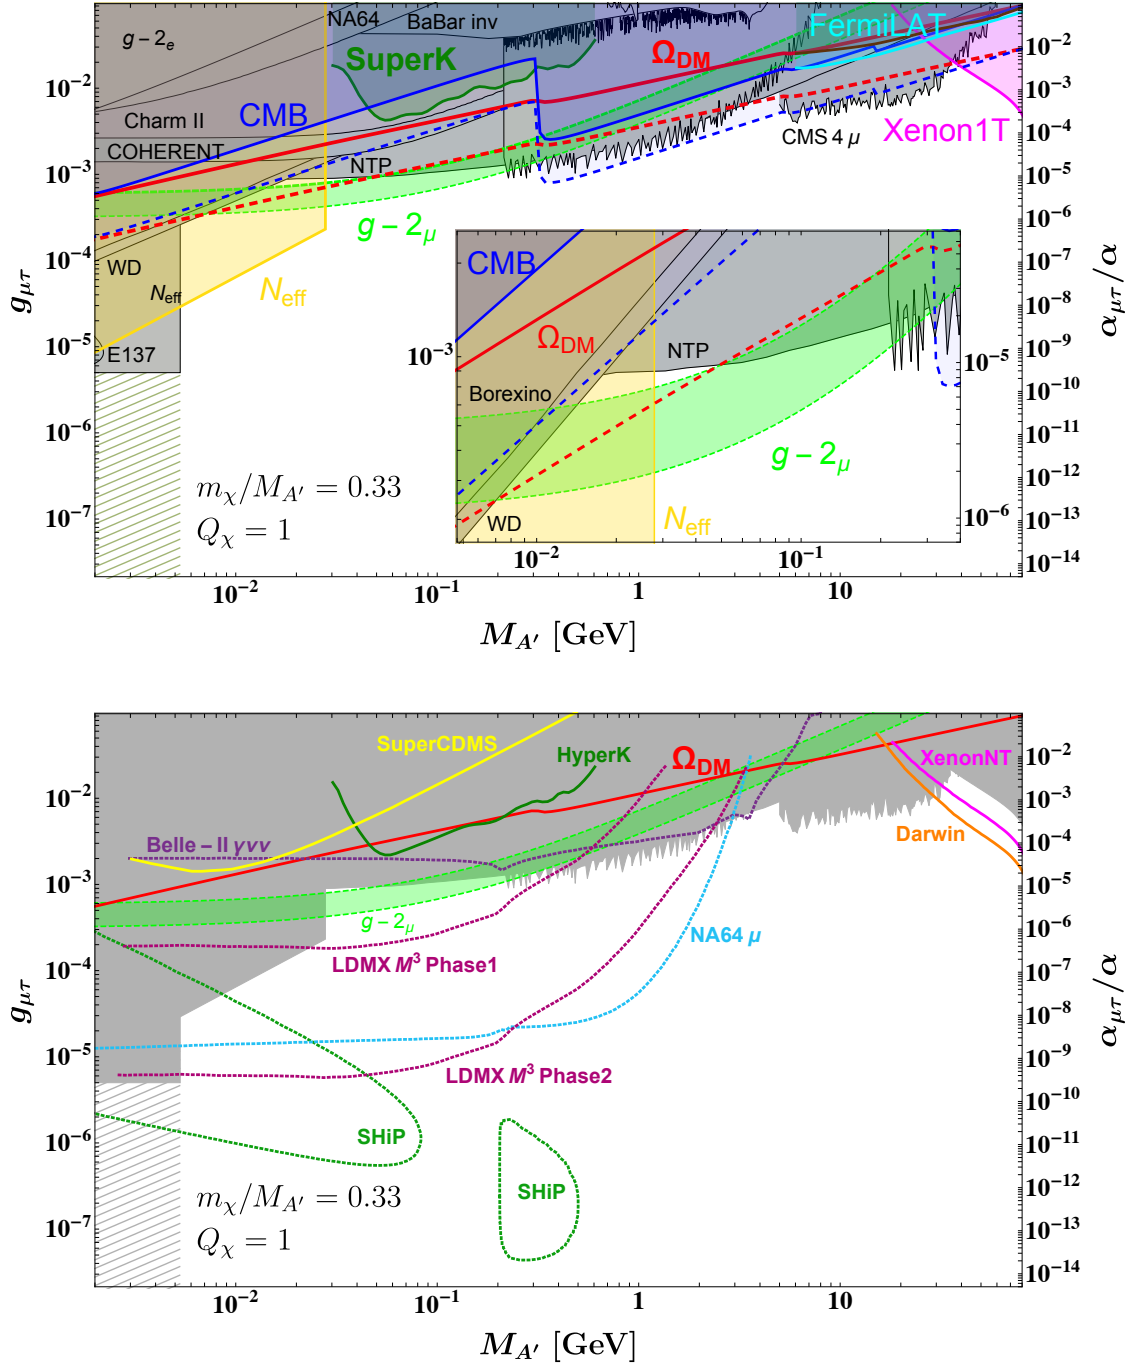 NA64
BaBar inv
FermiLAT
g − 2e
SuperK
ΩDM
CMB
Charm II
Xenon1T
CMS 4 μ
COHERENT
NTP
g − 2μ
WD
Neff
Neff
E137
CMB
ΩDM
NTP
Borexino
g − 2μ
WD
Neff
10⁻³
10⁻⁵
10⁻⁶
10⁻²
10⁻¹
mχ/MA′ = 0.33
Qχ = 1
10⁻²
10⁻³
10⁻⁴
10⁻⁵
10⁻⁶
10⁻⁷
gμτ
10⁻²
10⁻³
10⁻⁴
10⁻⁵
10⁻⁶
10⁻⁷
10⁻⁸
10⁻⁹
10⁻¹⁰
10⁻¹¹
10⁻¹²
10⁻¹³
10⁻¹⁴
αμτ/α
10⁻² 10⁻¹ 1 10
MA′ [GeV]
SuperCDMS
HyperK
ΩDM
XenonNT
Belle − II γνν
Darwin
g − 2μ
NA64 μ
LDMX M³ Phase1
LDMX M³ Phase2
SHiP
SHiP
mχ/MA′ = 0.33
Qχ = 1
10⁻²
10⁻³
10⁻⁴
10⁻⁵
10⁻⁶
10⁻⁷
gμτ
10⁻²
10⁻³
10⁻⁴
10⁻⁵
10⁻⁶
10⁻⁷
10⁻⁸
10⁻⁹
10⁻¹⁰
10⁻¹¹
10⁻¹²
10⁻¹³
10⁻¹⁴
αμτ/α
10⁻² 10⁻¹ 1 10
MA′ [GeV]